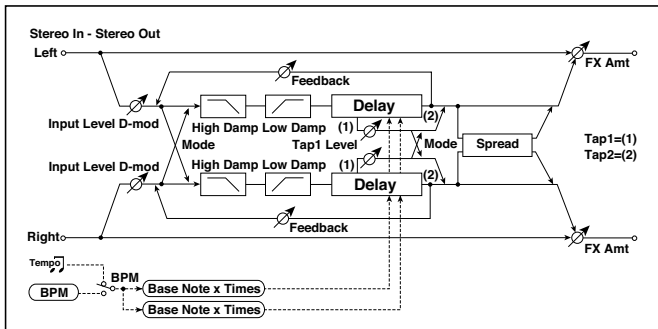 Stereo In - Stereo Out
Left
FX Amt
Feedback
Delay
Input Level D-mod
High Damp Low Damp
(1)
(2)
Tap1 Level
Mode
Mode
Spread
Tap1=(1)
Tap2=(2)
Input Level D-mod
High Damp Low Damp
(1)
Delay
(2)
Feedback
Right
FX Amt
Tempo
BPM
BPM
Base Note x Times
Base Note x Times